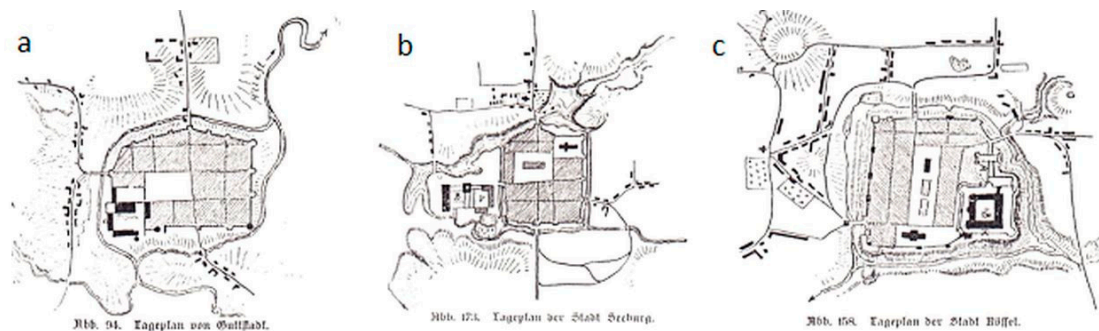 a
b
c
Abb. 94. Lageplan von Guttstadt.
Abb. 173. Lageplan der Stadt Seeburg.
Abb. 158. Lageplan der Stadt Rössel.